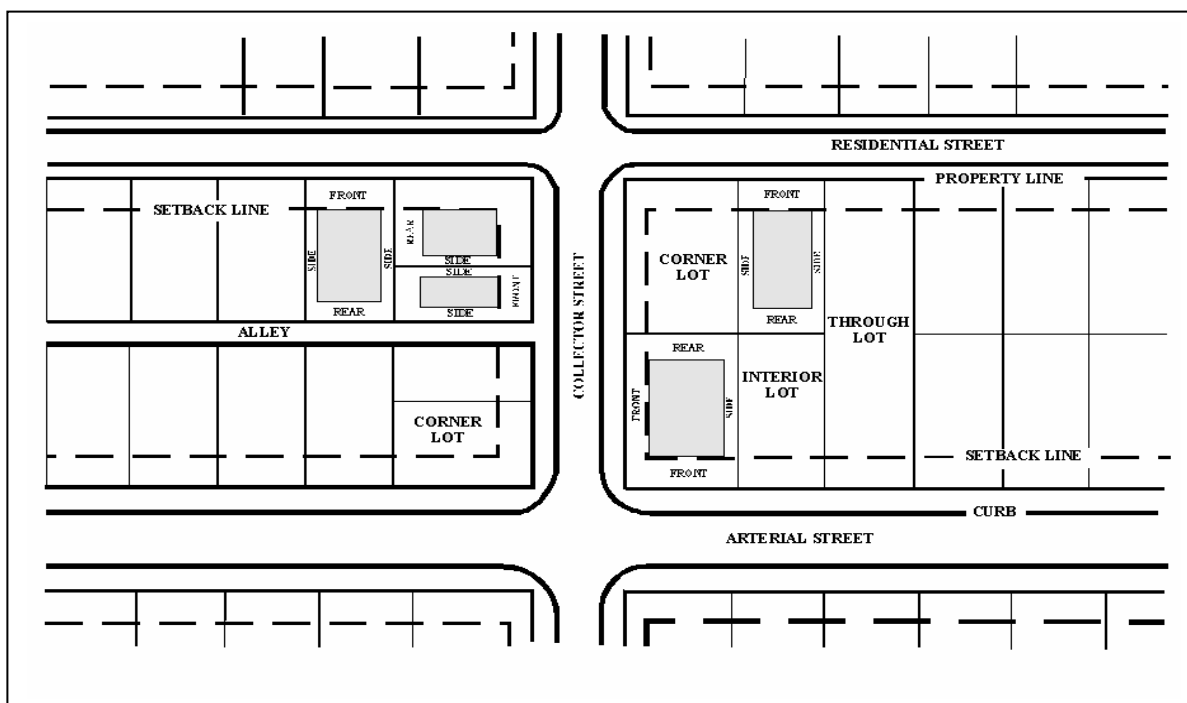 RESIDENTIAL STREET
PROPERTY LINE
FRONT
SETBACK LINE
REAR
SIDE
SIDE
SIDE
SIDE
FRONT
SIDE
REAR
ALLEY
COLLECTOR STREET
FRONT
CORNER
LOT
SIDE
SIDE
REAR
THROUGH
LOT
REAR
INTERIOR
LOT
FRONT
SIDE
FRONT
CORNER
LOT
SETBACK LINE
CURB
ARTERIAL STREET